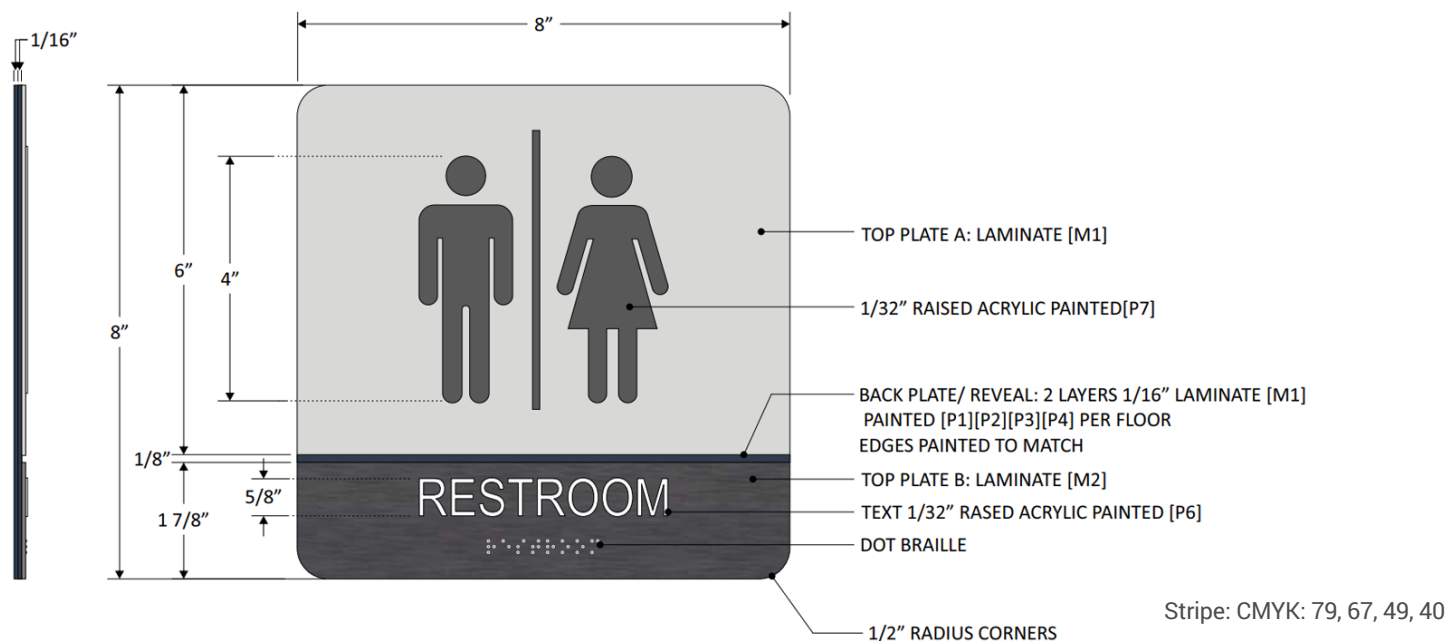 1/16”
8”
6”
4”
8”
1/8”
5/8”
1 7/8”
TOP PLATE A: LAMINATE [M1]
1/32” RAISED ACRYLIC PAINTED[P7]
BACK PLATE/ REVEAL: 2 LAYERS 1/16” LAMINATE [M1]
PAINTED [P1][P2][P3][P4] PER FLOOR
EDGES PAINTED TO MATCH
TOP PLATE B: LAMINATE [M2]
RESTROOM
TEXT 1/32” RASED ACRYLIC PAINTED [P6]
DOT BRAILLE
1/2” RADIUS CORNERS
Stripe: CMYK: 79, 67, 49, 40